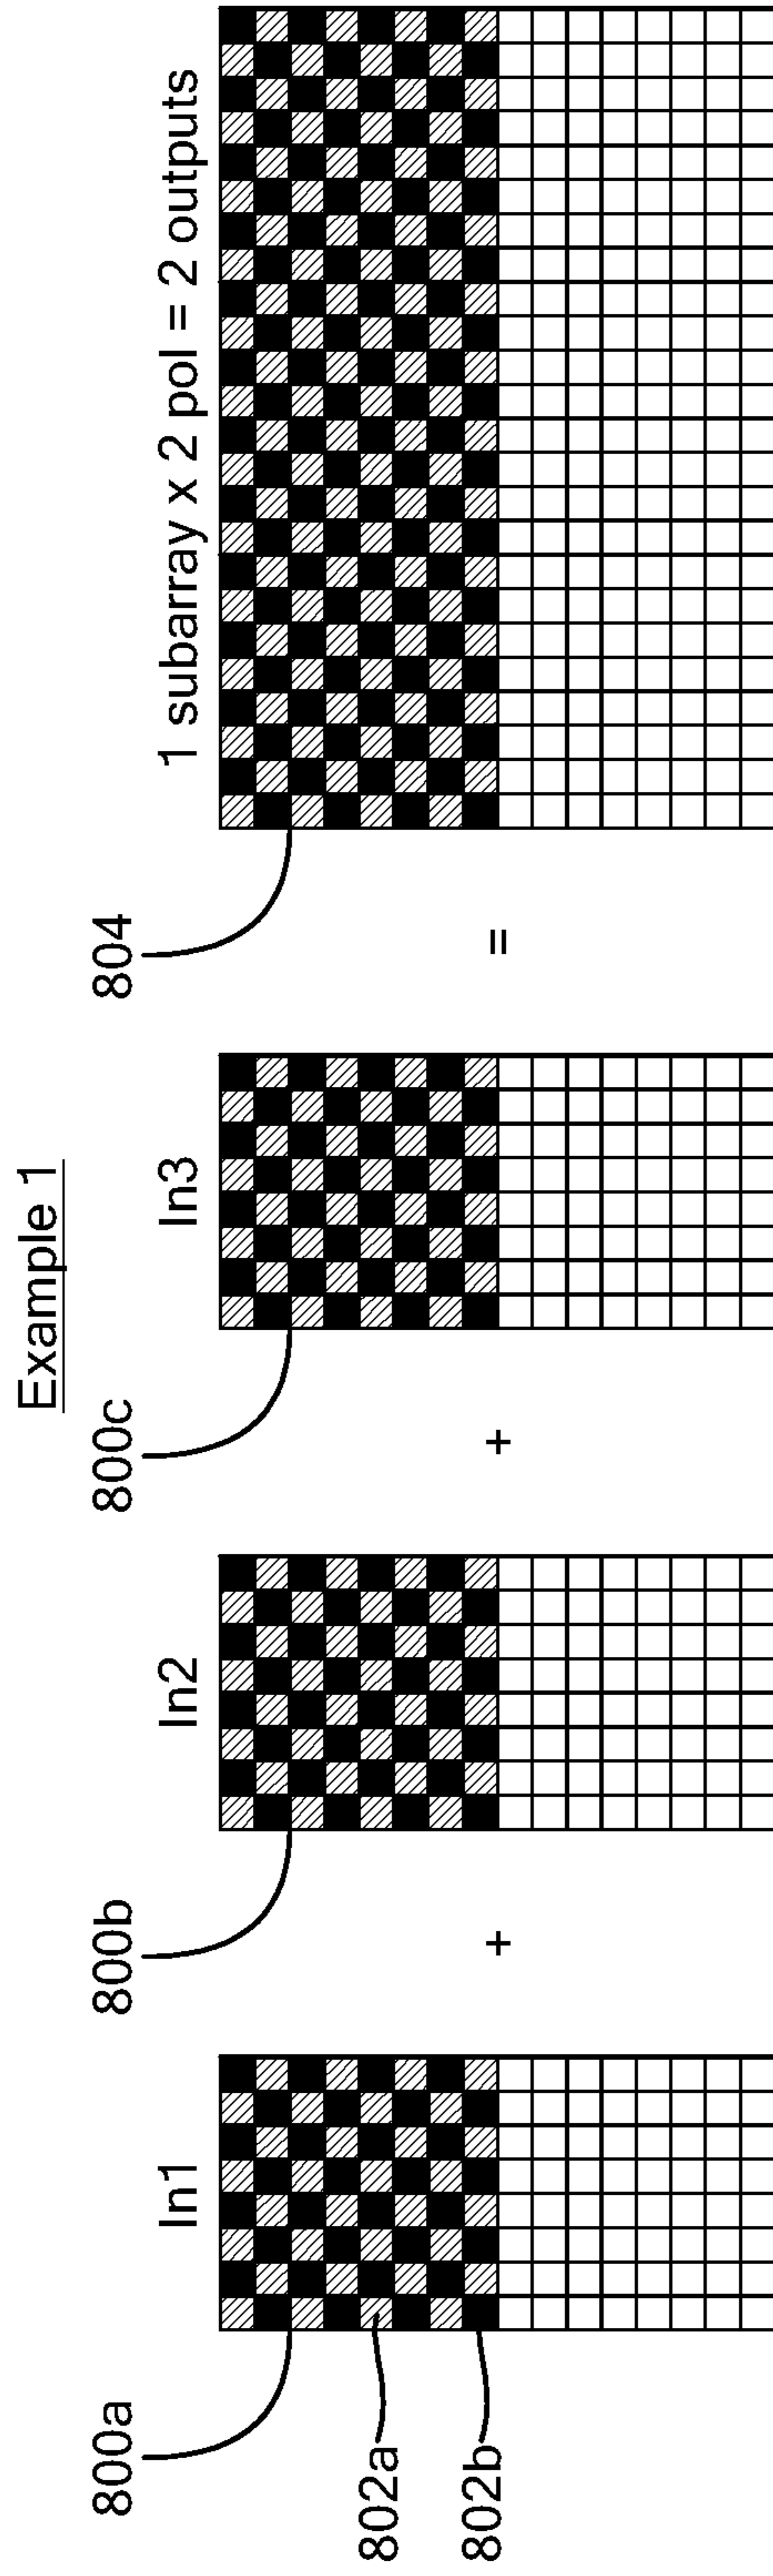 Example 1
800a
800b
800c
804
In1
In2
In3
1 subarray x 2 pol = 2 outputs
802a
802b
+
+
=